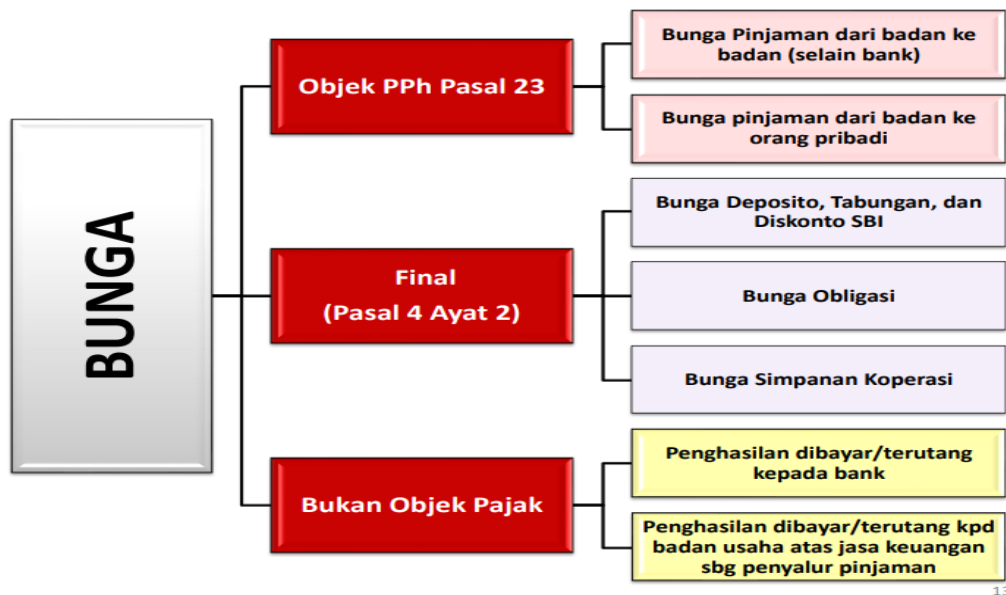 BUNGA
Objek PPh Pasal 23
Bunga Pinjaman dari badan ke
badan (selain bank)
Bunga pinjaman dari badan ke
orang pribadi
Final
(Pasal 4 Ayat 2)
Bunga Deposito, Tabungan, dan
Diskonto SBI
Bunga Obligasi
Bunga Simpanan Koperasi
Bukan Objek Pajak
Penghasilan dibayar/terutang
kepada bank
Penghasilan dibayar/terutang kpd
badan usaha atas jasa keuangan
sbg penyalur pinjaman